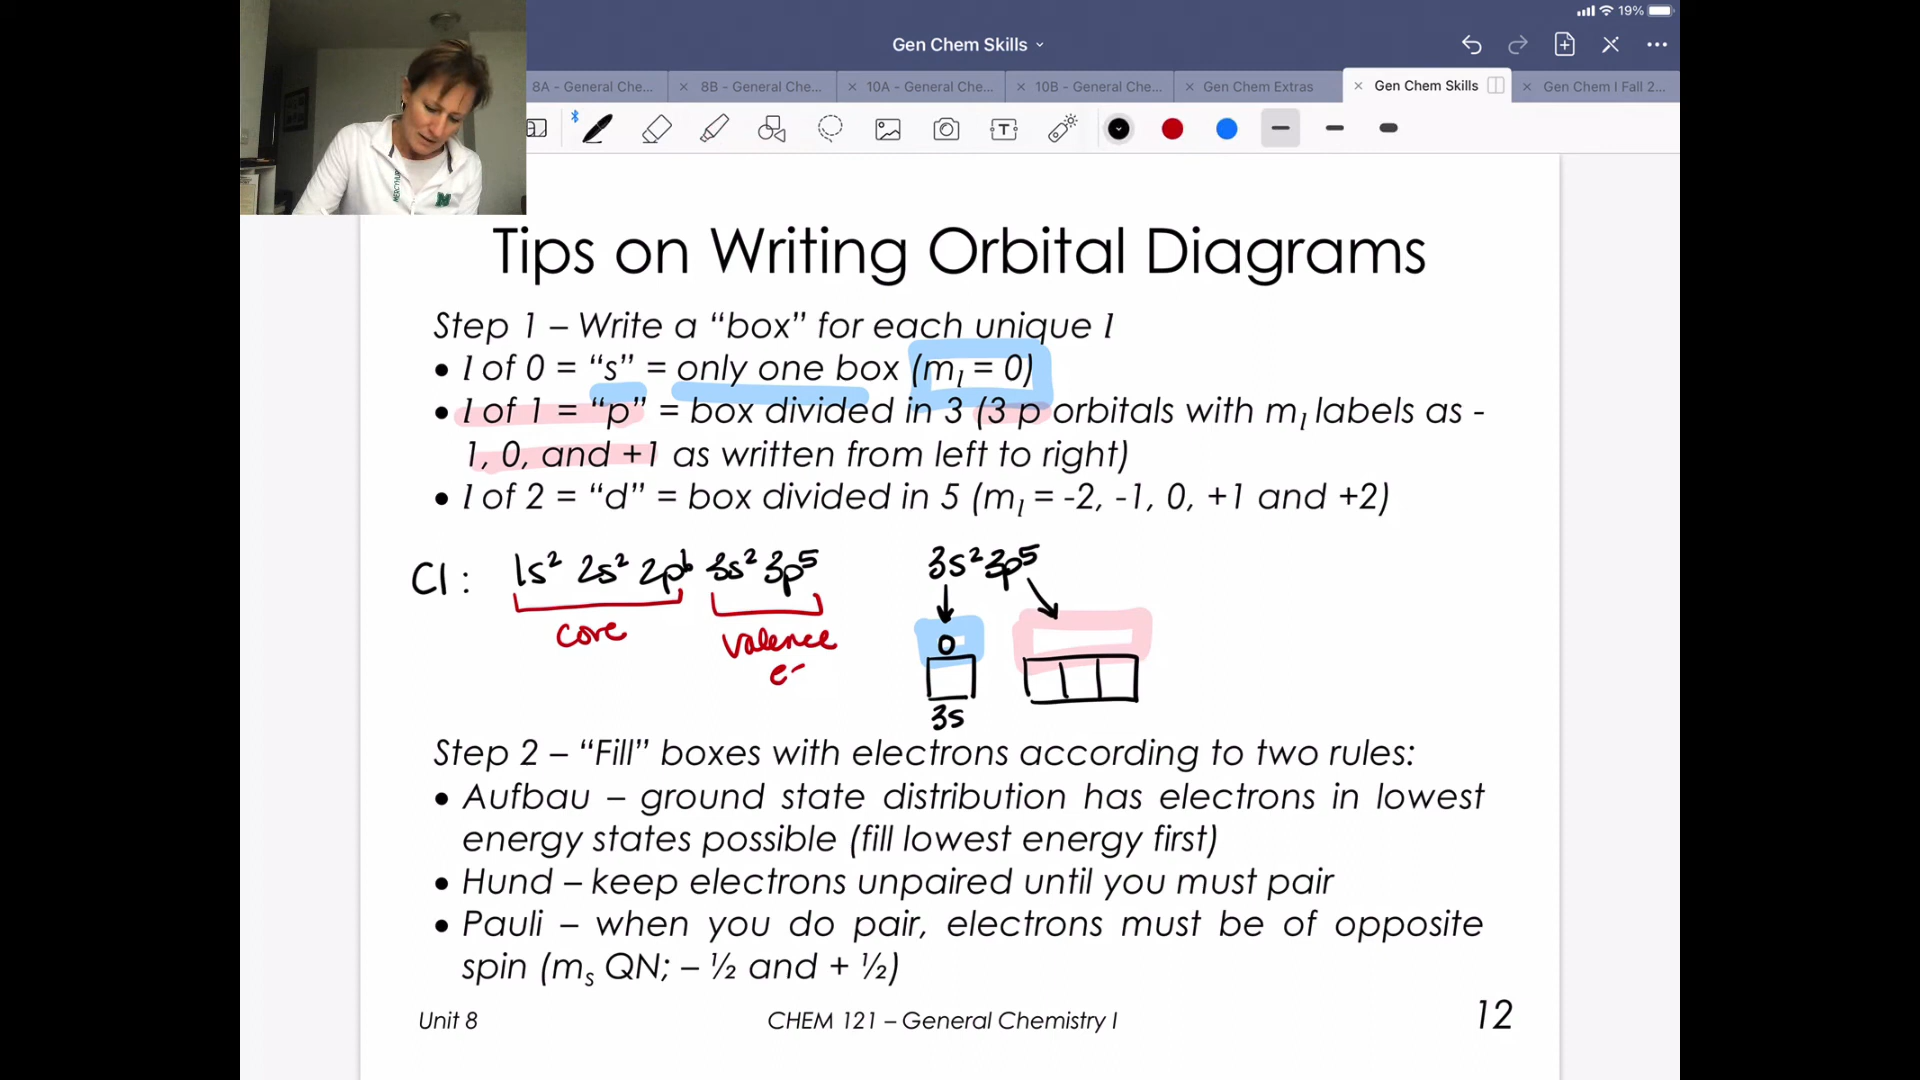 19%
Gen Chem Skills
8A - General Che...
8B - General Che...
10A - General Che...
10B - General Che...
Gen Chem Extras
Gen Chem Skills
Gen Chem I Fall 2...
Tips on Writing Orbital Diagrams
Step 1 – Write a “box” for each unique l
• l of 0 = “s” = only one box (mₗ = 0)
• l of 1 = “p” = box divided in 3 (3 p orbitals with mₗ labels as -
1, 0, and +1 as written from left to right)
• l of 2 = “d” = box divided in 5 (mₗ = -2, -1, 0, +1 and +2)
Cl : 1s² 2s² 2p⁶ 3s² 3p⁵ 3s² 3p⁵
core valence 0
e-
3s
Step 2 – “Fill” boxes with electrons according to two rules:
• Aufbau – ground state distribution has electrons in lowest
energy states possible (fill lowest energy first)
• Hund – keep electrons unpaired until you must pair
• Pauli – when you do pair, electrons must be of opposite
spin (mₛ QN; – ½ and + ½)
Unit 8 CHEM 121 – General Chemistry I 12